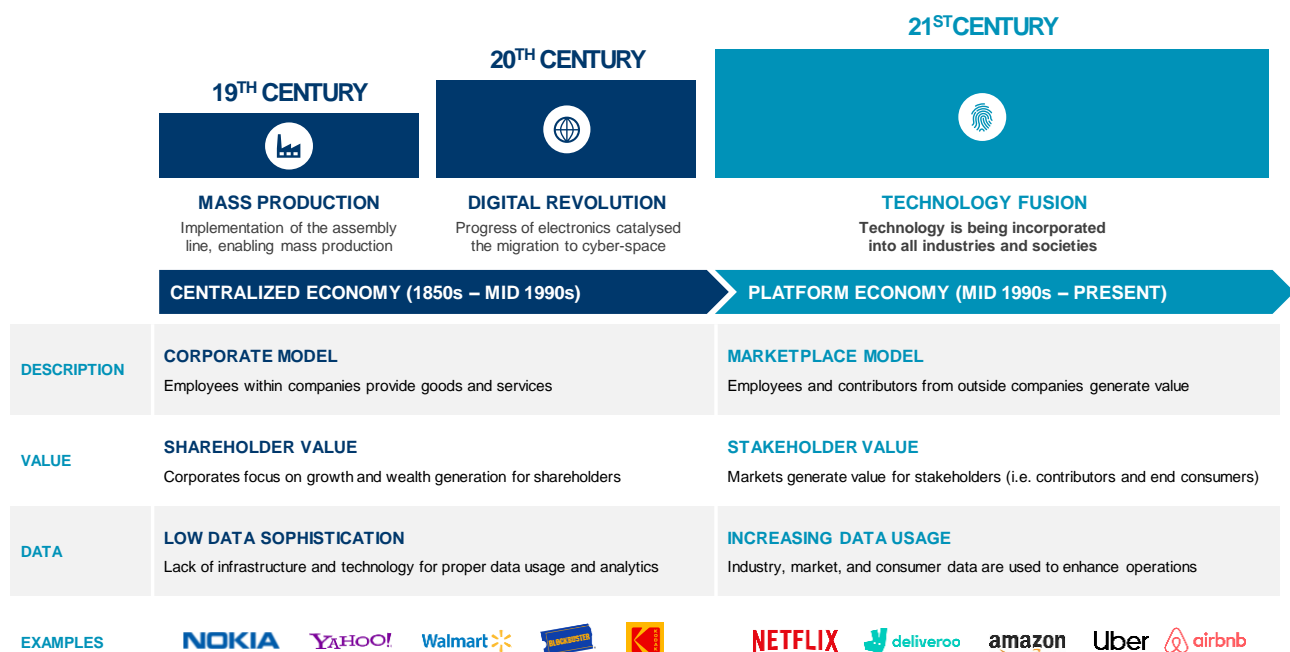 21ST CENTURY
20TH CENTURY
19TH CENTURY
MASS PRODUCTION
Implementation of the assembly
line, enabling mass production
DIGITAL REVOLUTION
Progress of electronics catalysed
the migration to cyber-space
TECHNOLOGY FUSION
Technology is being incorporated
into all industries and societies
CENTRALIZED ECONOMY (1850s – MID 1990s)
PLATFORM ECONOMY (MID 1990s – PRESENT)
DESCRIPTION
CORPORATE MODEL
Employees within companies provide goods and services
MARKETPLACE MODEL
Employees and contributors from outside companies generate value
VALUE
SHAREHOLDER VALUE
Corporates focus on growth and wealth generation for shareholders
STAKEHOLDER VALUE
Markets generate value for stakeholders (i.e. contributors and end consumers)
DATA
LOW DATA SOPHISTICATION
Lack of infrastructure and technology for proper data usage and analytics
INCREASING DATA USAGE
Industry, market, and consumer data are used to enhance operations
EXAMPLES
NOKIA
YAHOO!
Walmart
BLOCKBUSTER
KODAK
NETFLIX
deliveroo
amazon
Uber
airbnb